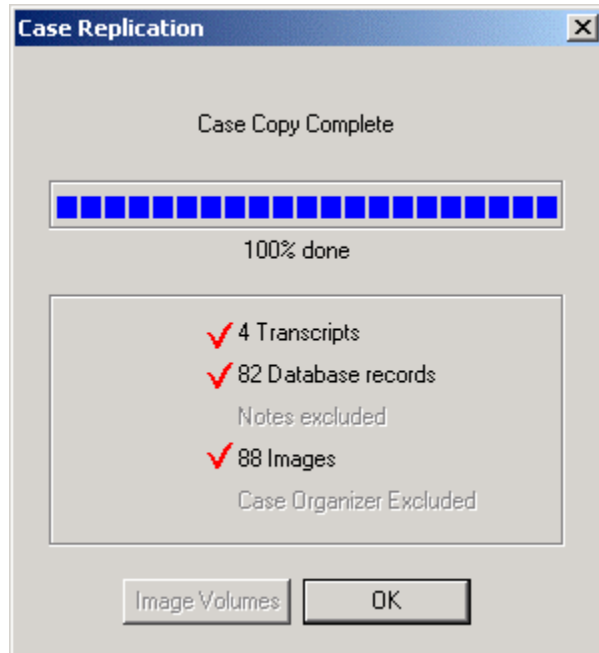 Case Replication
Case Copy Complete
100% done
4 Transcripts
82 Database records
Notes excluded
88 Images
Case Organizer Excluded
Image Volumes
OK